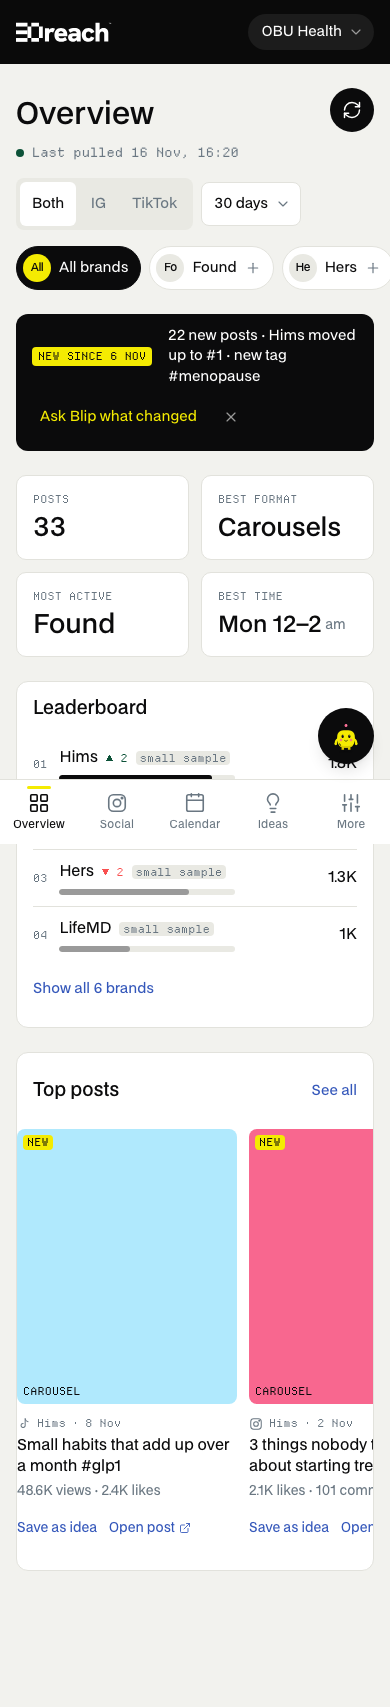 reach
OBU Health
Overview
Last pulled 16 Nov, 16:20
Both IG TikTok 30 days
All All brands Fo Found He Hers
NEW SINCE 6 NOV
22 new posts · Hims moved
up to #1 · new tag
#menopause
Ask Blip what changed
POSTS
33
BEST FORMAT
Carousels
MOST ACTIVE
Found
BEST TIME
Mon 12–2 am
Leaderboard
01 Hims 2 small sample 1.8K
Overview Social Calendar Ideas More
03 Hers 2 small sample 1.3K
04 LifeMD small sample 1K
Show all 6 brands
Top posts See all
NEW
CAROUSEL
Hims · 8 Nov
Small habits that add up over
a month #glp1
48.6K views · 2.4K likes
Save as idea Open post
NEW
CAROUSEL
Hims · 2 Nov
3 things nobody
about starting
2.1K likes · 101
Save as idea